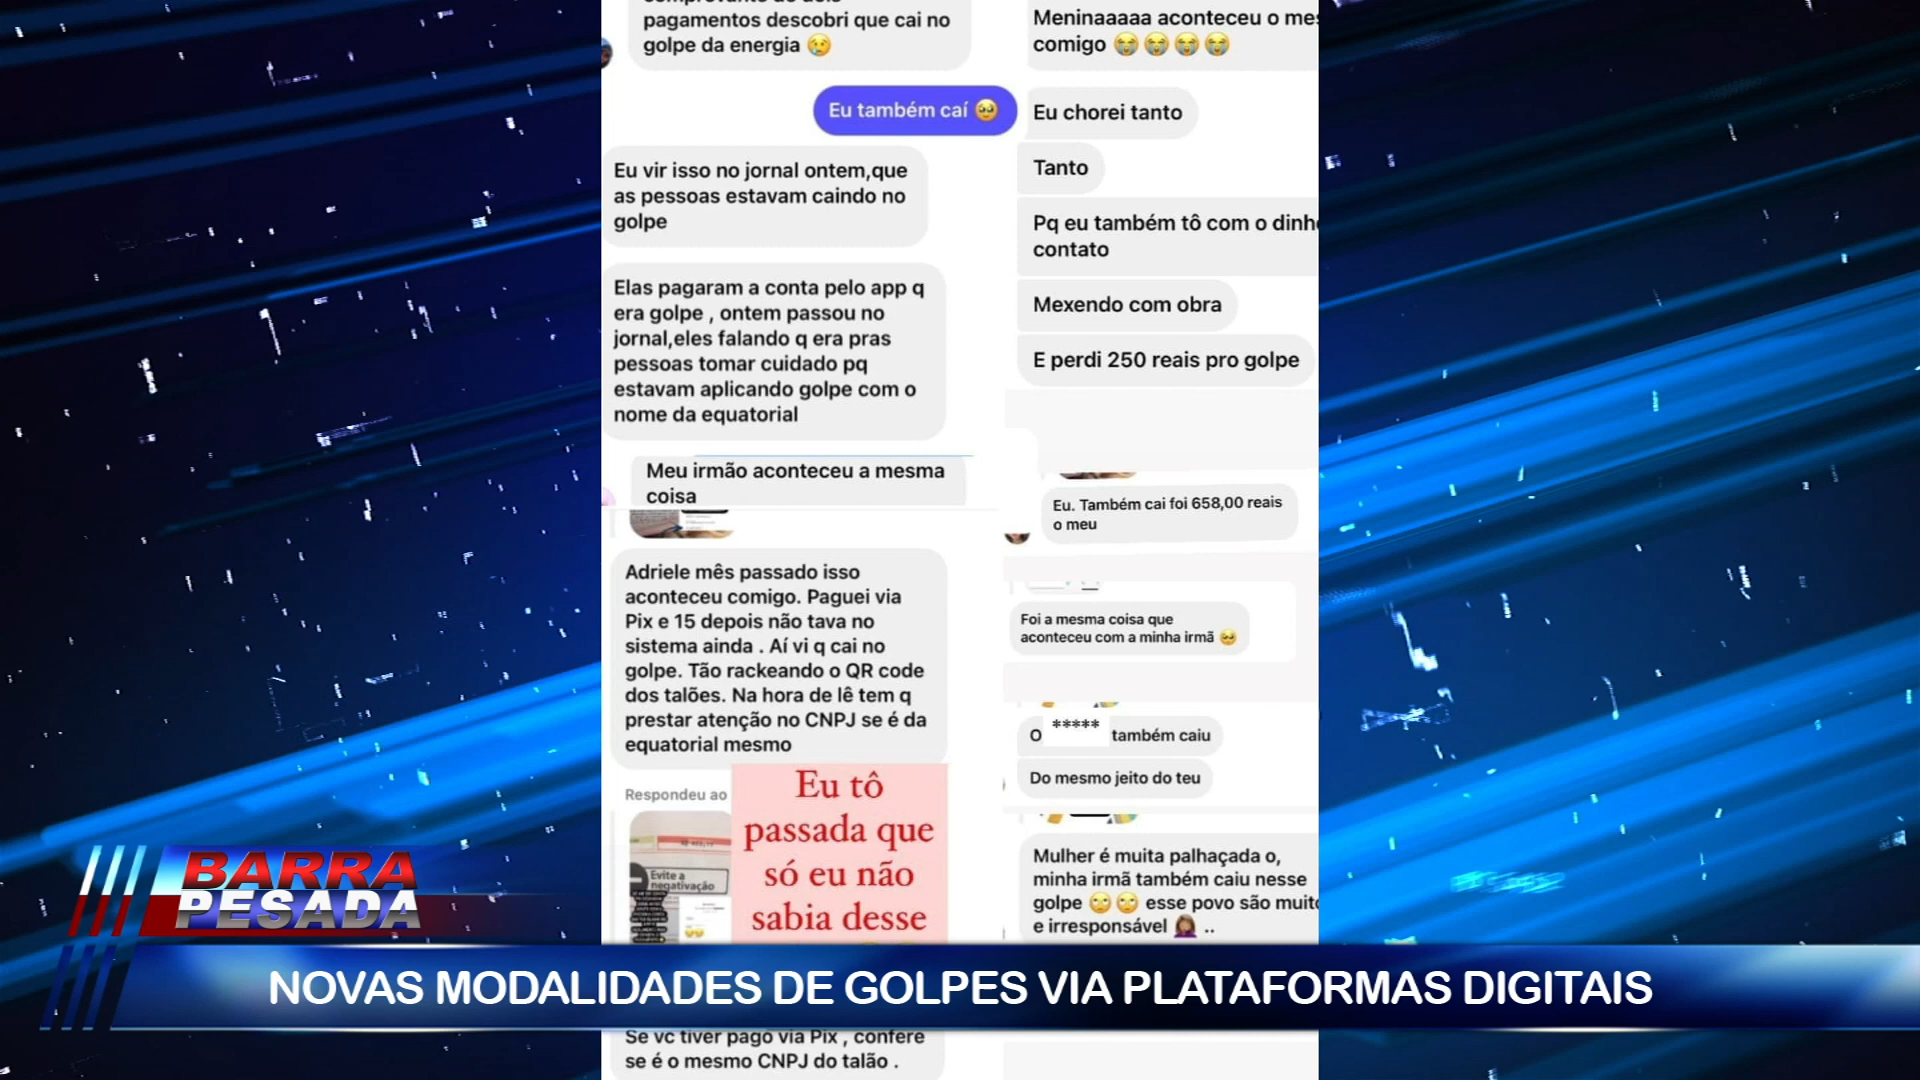 pagamentos descobri que cai no
golpe da energia 😢
Eu também caí 🥹
Eu vir isso no jornal ontem,que
as pessoas estavam caindo no
golpe
Elas pagaram a conta pelo app q
era golpe , ontem passou no
jornal,eles falando q era pras
pessoas tomar cuidado pq
estavam aplicando golpe com o
nome da equatorial
Meu irmão aconteceu a mesma
coisa
Adriele mês passado isso
aconteceu comigo. Paguei via
Pix e 15 depois não tava no
sistema ainda . Aí vi q cai no
golpe. Tão rackeando o QR code
dos talões. Na hora de lê tem q
prestar atenção no CNPJ se é da
equatorial mesmo
Respondeu ao
Evite a
negativação
Eu tô
passada que
só eu não
sabia desse
Se vc tiver pago via Pix , confere
se é o mesmo CNPJ do talão .
Meninaaaaa aconteceu o
comigo 😭😭😭😭
Eu chorei tanto
Tanto
Pq eu também tô com o
contato
Mexendo com obra
E perdi 250 reais pro golpe
Eu. Também cai foi 658,00 reais
o meu
Foi a mesma coisa que
aconteceu com a minha irmã 🥹
O ***** também caiu
Do mesmo jeito do teu
Mulher é muita palhaçada o,
minha irmã também caiu nesse
golpe 🙄🙄 esse povo são
e irresponsável 🤦🏽‍♀️ ..
BARRA
PESADA
NOVAS MODALIDADES DE GOLPES VIA PLATAFORMAS DIGITAIS